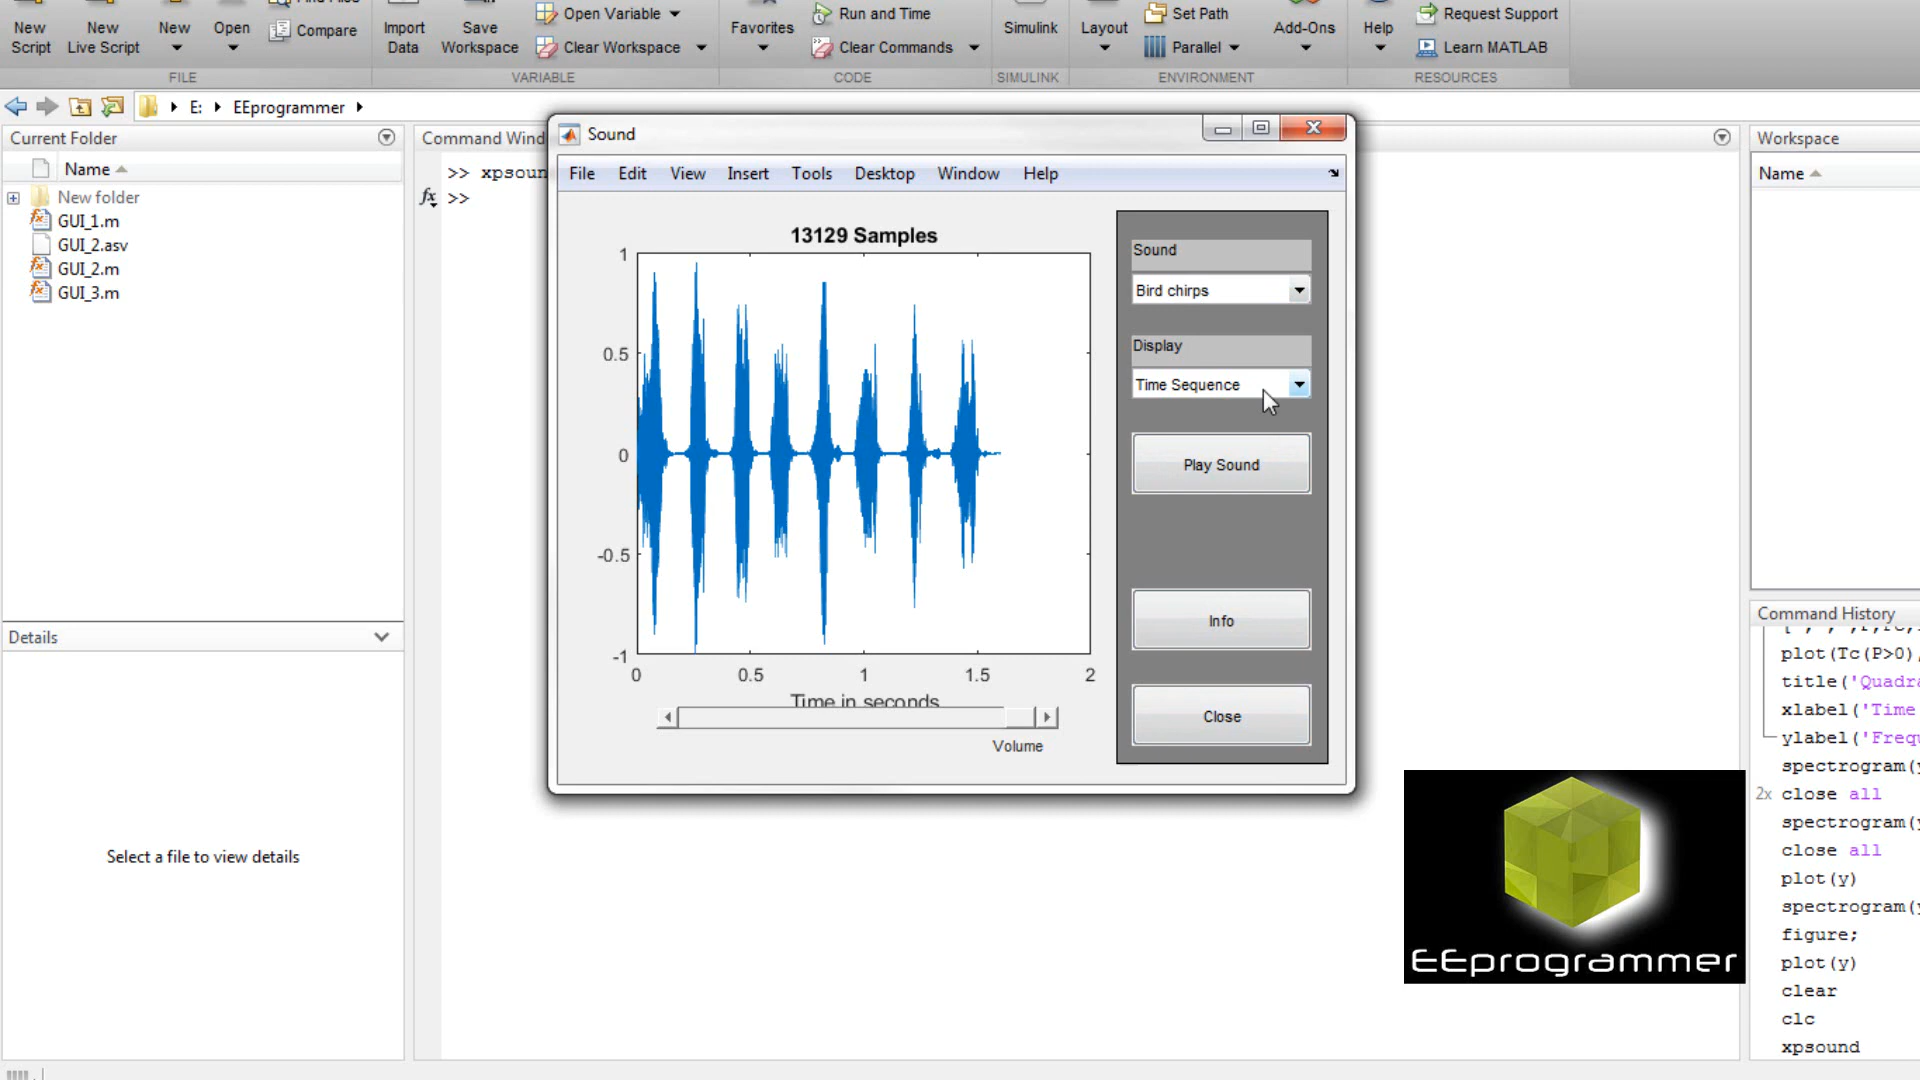 New Script
New Live Script
New
Open
Compare
Import Data
Save Workspace
Open Variable
Clear Workspace
Favorites
Run and Time
Clear Commands
Simulink
Layout
Set Path
Parallel
Add-Ons
Help
Request Support
Learn MATLAB
FILE
VARIABLE
CODE
SIMULINK
ENVIRONMENT
RESOURCES
E:
EEprogrammer
Current Folder
Name
New folder
GUI_1.m
GUI_2.asv
GUI_2.m
GUI_3.m
Details
Select a file to view details
Command Wind
>> xpsoun
fx >>
Sound
File Edit View Insert Tools Desktop Window Help
13129 Samples
1
0.5
0
-0.5
-1
0 0.5 1 1.5 2
Time in seconds
Volume
Sound
Bird chirps
Display
Time Sequence
Play Sound
Info
Close
Workspace
Name
Command History
plot(Tc(P>0),
title('Quadra
xlabel('Time
ylabel('Frequ
spectrogram(y
2x close all
spectrogram(y
close all
plot(y)
spectrogram(y
figure;
plot(y)
clear
clc
xpsound
EEprogrammer